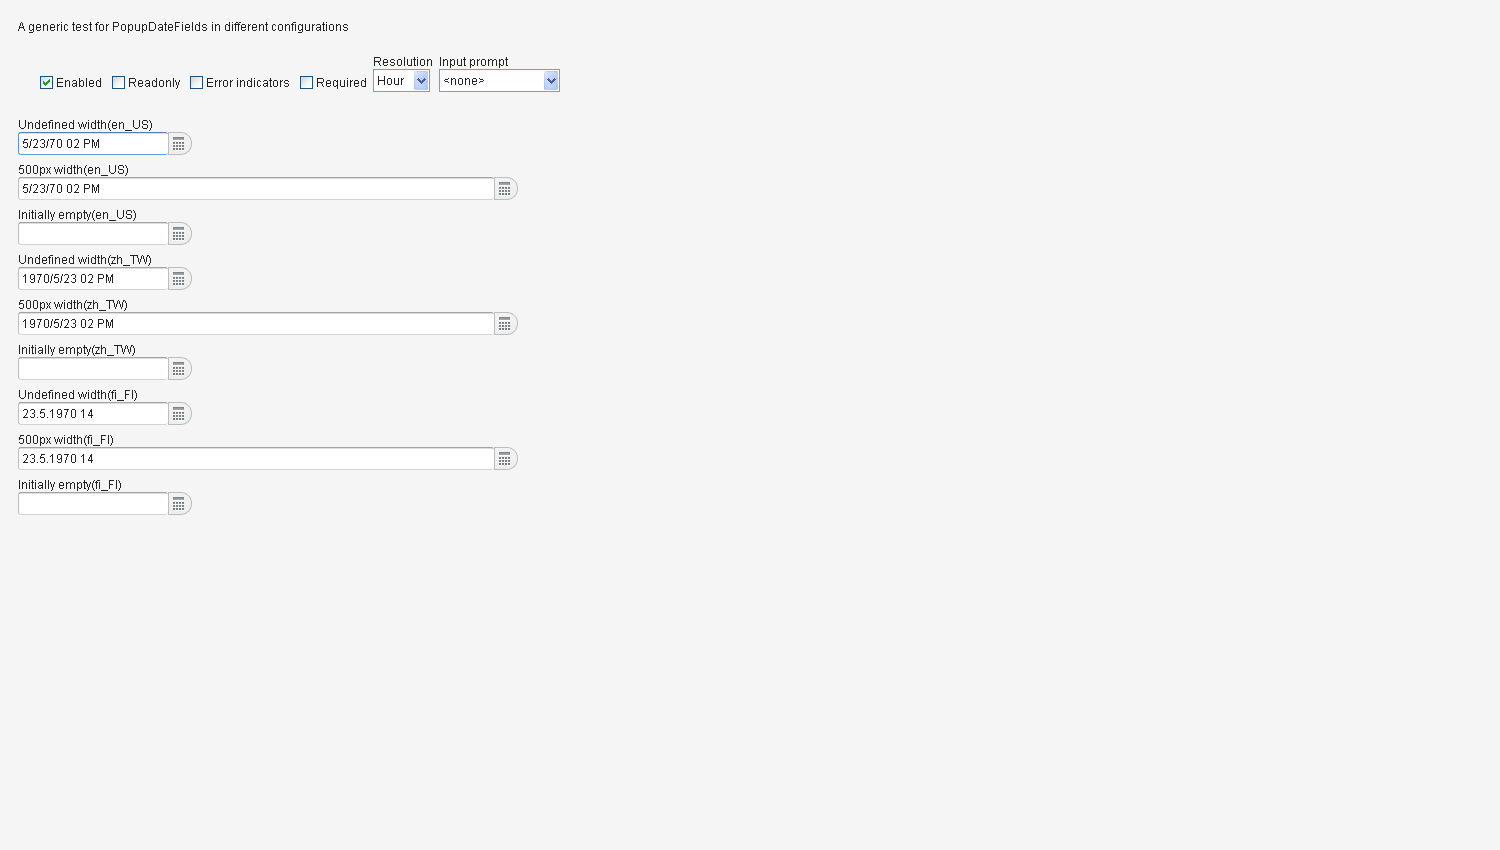 A generic test for PopupDateFields in different configurations
Resolution Input prompt
Enabled Readonly Error indicators Required Hour <none>
Undefined width(en_US)
5/23/70 02 PM
500px width(en_US)
5/23/70 02 PM
Initially empty(en_US)
Undefined width(zh_TW)
1970/5/23 02 PM
500px width(zh_TW)
1970/5/23 02 PM
Initially empty(zh_TW)
Undefined width(fi_FI)
23.5.1970 14
500px width(fi_FI)
23.5.1970 14
Initially empty(fi_FI)